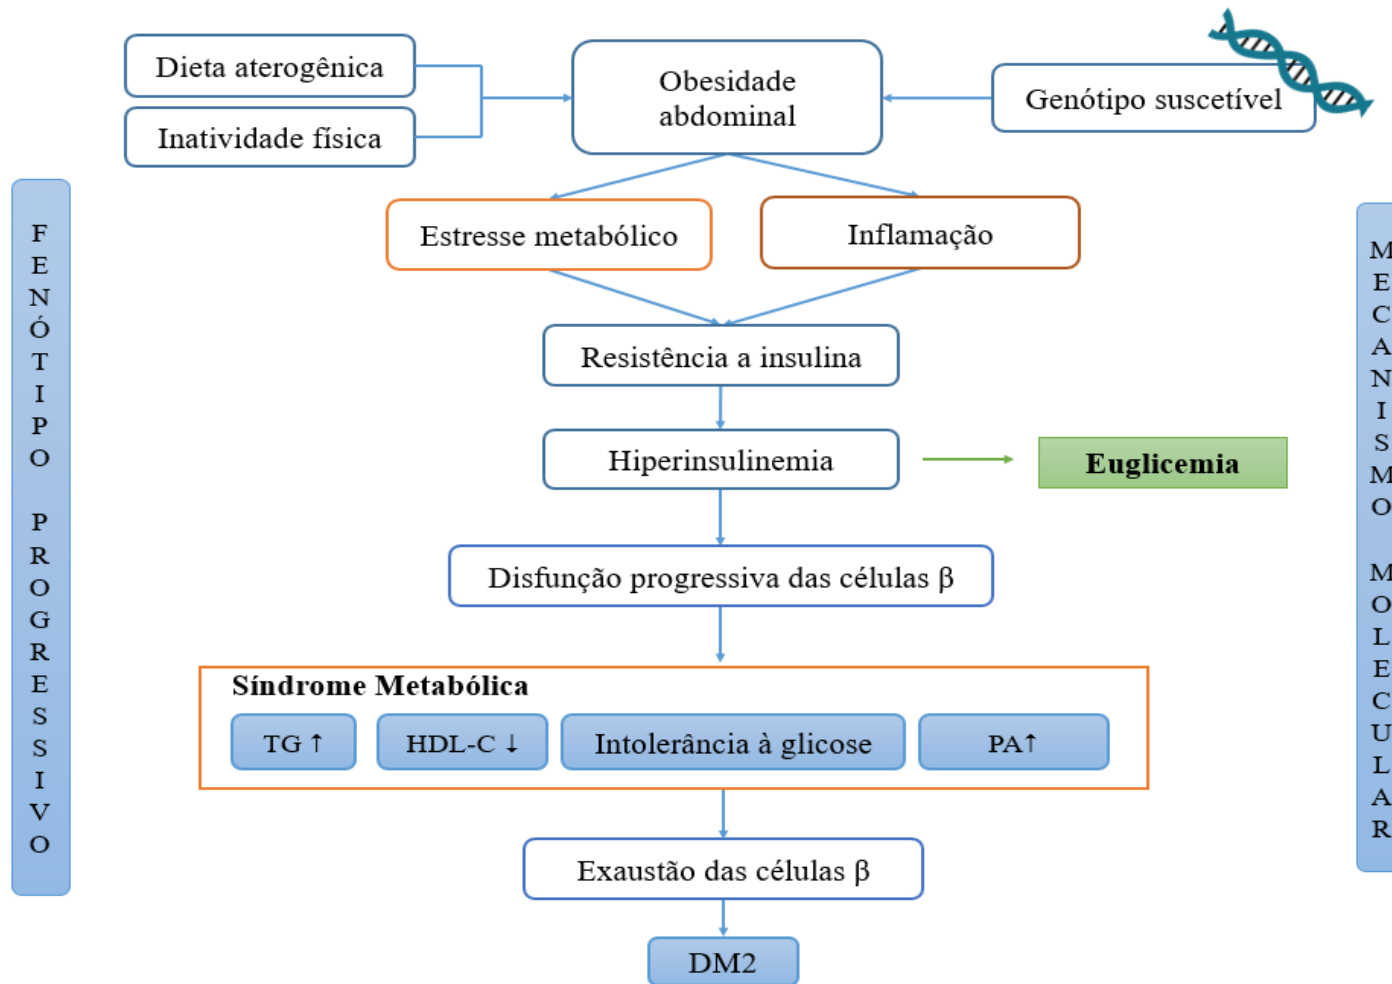 Dieta aterogênica
Inatividade física
Obesidade
abdominal
Genótipo suscetível
Estresse metabólico
Inflamação
Resistência a insulina
Hiperinsulinemia
Euglicemia
Disfunção progressiva das células β
Síndrome Metabólica
TG ↑
HDL-C ↓
Intolerância à glicose
PA↑
Exaustão das células β
DM2
FENÓTIPO PROGRESSIVO
MECANISMO MOLECULAR